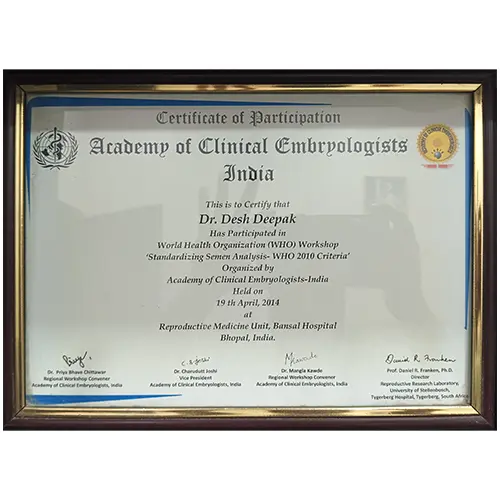 Certificate of Participation
Academy of Clinical Embryologists
India
This is to Certify that
Dr. Desh Deepak
Has Participated in
World Health Organization (WHO) Workshop
'Standardizing Semen Analysis- WHO 2010 Criteria'
Organized by
Academy of Clinical Embryologists-India
Held on
19 th April, 2014
at
Reproductive Medicine Unit, Bansal Hospital
Bhopal, India.
Daniel R. Franken
Dr. Priya Bhave Chittawar
Regional Workshop Convener
Academy of Clinical Embryologists, India
Dr. Charudutt Joshi
Vice President
Academy of Clinical Embryologists, India
Dr. Mangla Kawde
Regional Workshop Convener
Academy of Clinical Embryologists, India
Prof. Daniel R. Franken, Ph.D.
Director
Reproductive Research Laboratory,
University of Stellenbosch,
Tygerberg Hospital, Tygerberg, South Africa